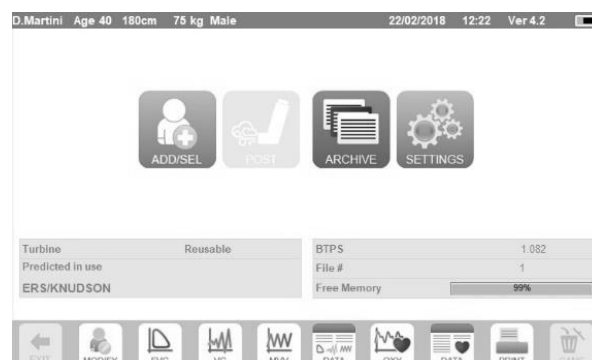 D.Martini Age 40 180cm 75 kg Male 22/02/2018 12:22 Ver 4.2
ADD/SEL POST ARCHIVE SETTINGS
Turbine Reusable
Predicted in use
ERS/KNUDSON
BTPS 1.082
File # 1
Free Memory 99%
EXIT MODIFY FVC VC MVV DATA OXY DATA PRINT